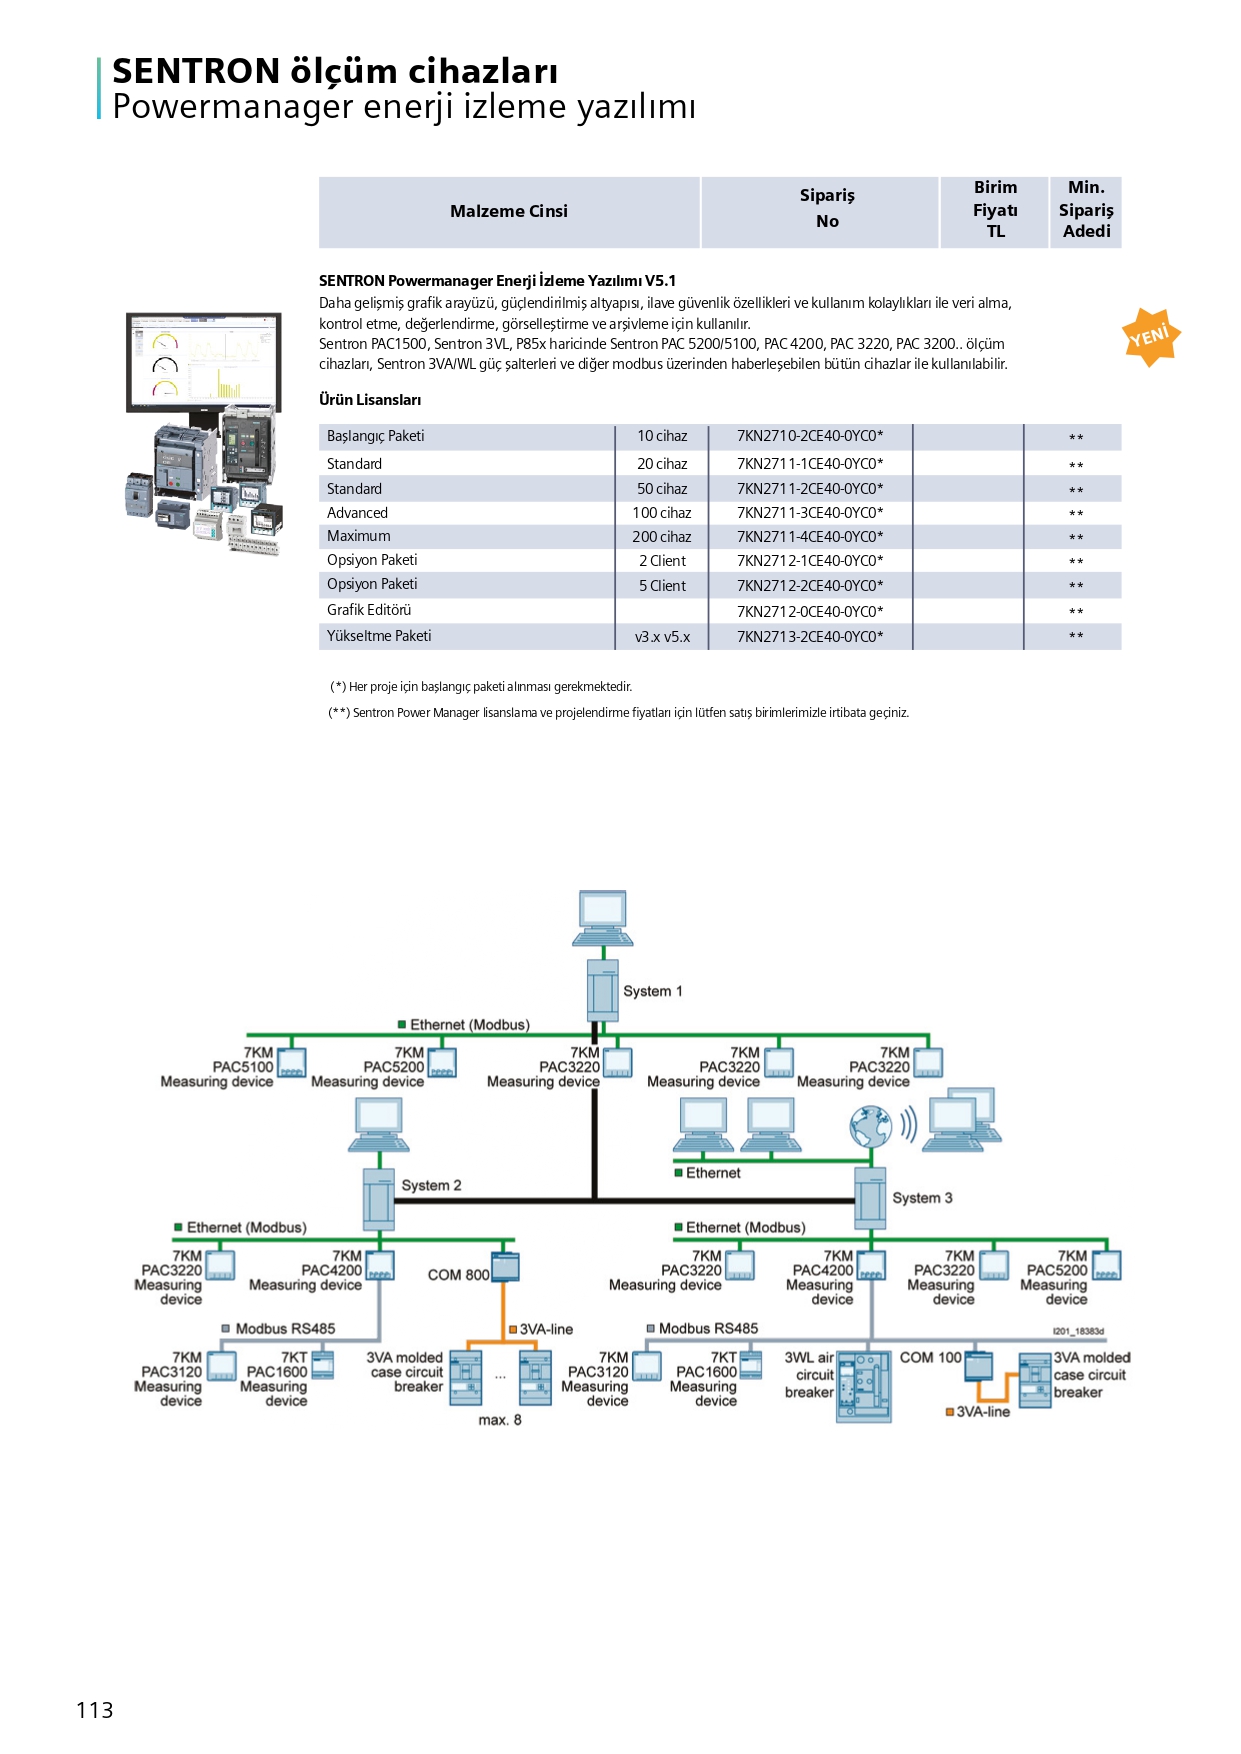 SENTRON ölçüm cihazları
Powermanager enerji izleme yazılımı
Malzeme Cinsi
Sipariş
No
Birim
Fiyatı
TL
Min.
Sipariş
Adedi
SENTRON Powermanager Enerji İzleme Yazılımı V5.1
Daha gelişmiş grafik arayüzü, güçlendirilmiş altyapısı, ilave güvenlik özellikleri ve kullanım kolaylıkları ile veri alma,
kontrol etme, değerlendirme, görselleştirme ve arşivleme için kullanılır.
Sentron PAC1500, Sentron 3VL, P85x haricinde Sentron PAC 5200/5100, PAC 4200, PAC 3220, PAC 3200.. ölçüm
cihazları, Sentron 3VA/WL güç şalterleri ve diğer modbus üzerinden haberleşebilen bütün cihazlar ile kullanılabilir.
YENİ
Ürün Lisansları
Başlangıç Paketi 10 cihaz 7KN2710-2CE40-0YC0* **
Standard 20 cihaz 7KN2711-1CE40-0YC0* **
Standard 50 cihaz 7KN2711-2CE40-0YC0* **
Advanced 100 cihaz 7KN2711-3CE40-0YC0* **
Maximum 200 cihaz 7KN2711-4CE40-0YC0* **
Opsiyon Paketi 2 Client 7KN2712-1CE40-0YC0* **
Opsiyon Paketi 5 Client 7KN2712-2CE40-0YC0* **
Grafik Editörü 7KN2712-0CE40-0YC0* **
Yükseltme Paketi v3.x v5.x 7KN2713-2CE40-0YC0* **
(*) Her proje için başlangıç paketi alınması gerekmektedir.
(**) Sentron Power Manager lisanslama ve projelendirme fiyatları için lütfen satış birimlerimizle irtibata geçiniz.
System 1
Ethernet (Modbus)
7KM 7KM 7KM 7KM 7KM
PAC5100 PAC5200 PAC3220 PAC3220 PAC3220
Measuring device Measuring device Measuring device Measuring device Measuring device
Ethernet
System 2
System 3
Ethernet (Modbus) Ethernet (Modbus)
7KM 7KM 7KM 7KM 7KM 7KM
PAC3220 PAC4200 COM 800 PAC3220 PAC4200 PAC3220 PAC5200
Measuring Measuring device Measuring device Measuring Measuring Measuring
device device device device
Modbus RS485 3VA-line Modbus RS485 I201_18383d
7KM 7KT 3VA molded 7KM 7KT 3WL air COM 100 3VA molded
PAC3120 PAC1600 case circuit ... PAC3120 PAC1600 circuit case circuit
Measuring Measuring breaker Measuring Measuring breaker breaker
device device device device
max. 8 3VA-line
113